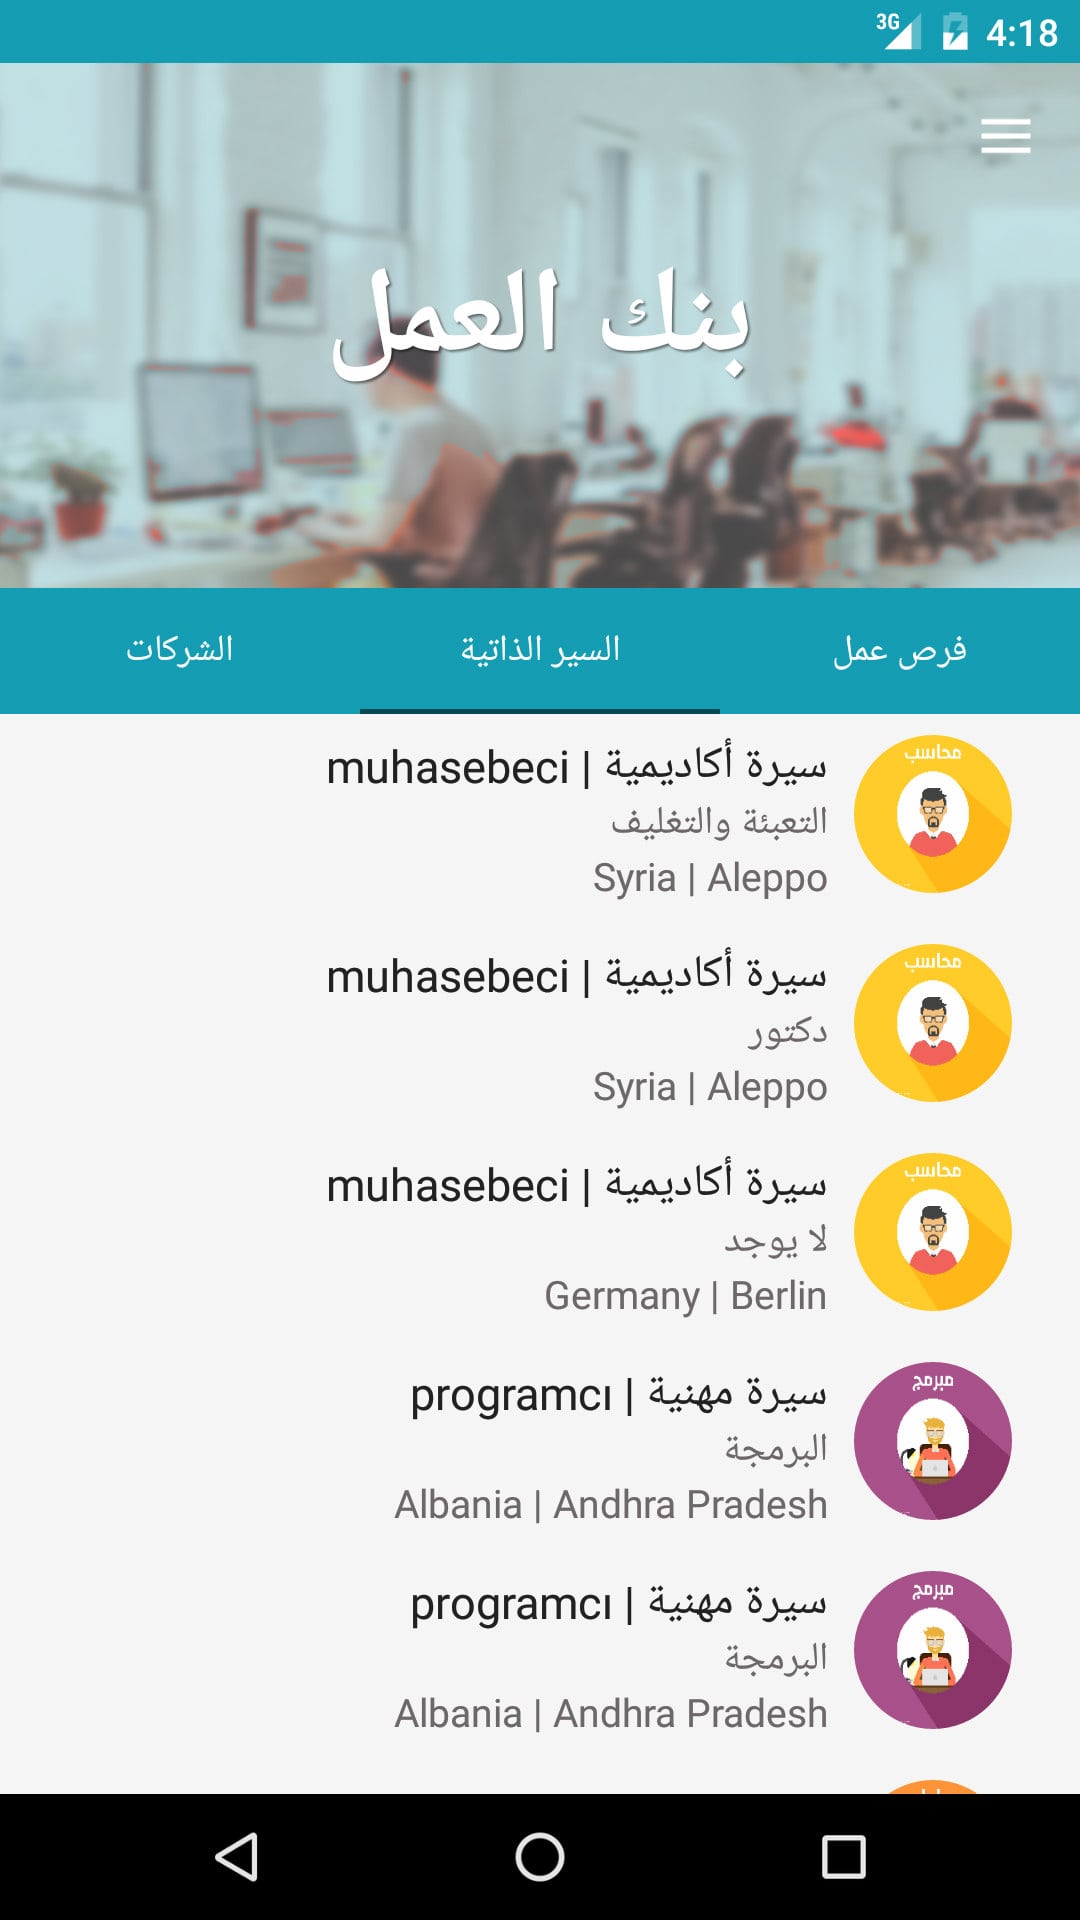 3G 4:18
بنك العمل
فرص عمل
السير الذاتية
الشركات
محاسب
سيرة أكاديمية | muhasebeci
التعبئة والتغليف
Syria | Aleppo
محاسب
سيرة أكاديمية | muhasebeci
دكتور
Syria | Aleppo
محاسب
سيرة أكاديمية | muhasebeci
لا يوجد
Germany | Berlin
مبرمج
سيرة مهنية | programcı
البرمجة
Albania | Andhra Pradesh
مبرمج
سيرة مهنية | programcı
البرمجة
Albania | Andhra Pradesh